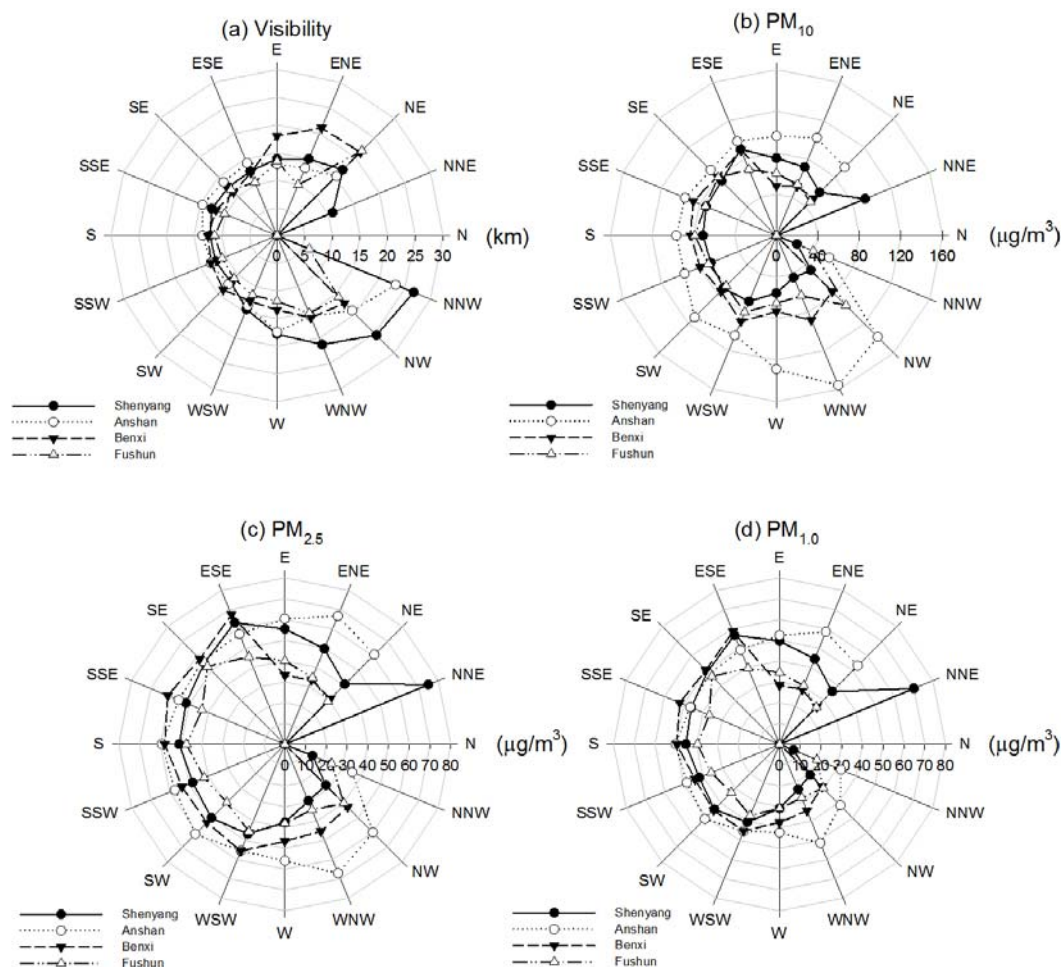 (a) Visibility
E
ESE
ENE
SE
NE
SSE
NNE
S
N
(km)
0 5 10 15 20 25 30
SSW
NNW
SW
NW
WSW
WNW
W
Shenyang
Anshan
Benxi
Fushun
(b) PM10
E
ESE
ENE
SE
NE
SSE
NNE
S
N
(μg/m3)
0 40 80 120 160
SSW
NNW
SW
NW
WSW
WNW
W
Shenyang
Anshan
Benxi
Fushun
(c) PM2.5
E
ESE
ENE
SE
NE
SSE
NNE
S
N
(μg/m3)
0 10 20 30 40 50 60 70 80
SSW
NNW
SW
NW
WSW
WNW
W
Shenyang
Anshan
Benxi
Fushun
(d) PM1.0
E
ESE
ENE
SE
NE
SSE
NNE
S
N
(μg/m3)
0 10 20 30 40 50 60 70 80
SSW
NNW
SW
NW
WSW
WNW
W
Shenyang
Anshan
Benxi
Fushun